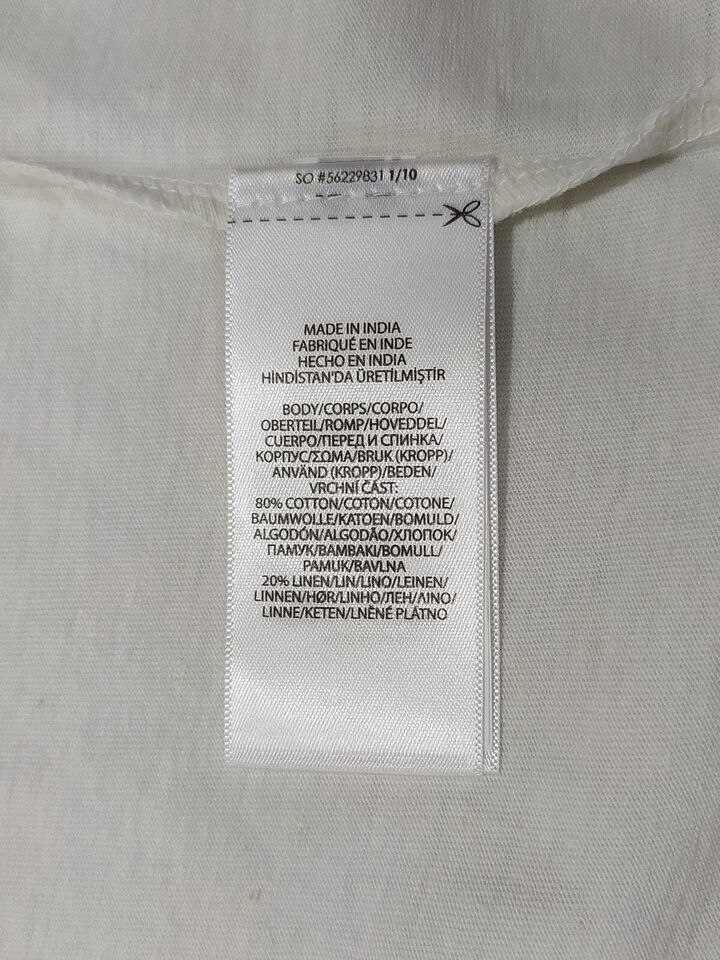 SO #56229831 1/10
MADE IN INDIA
FABRIQUÉ EN INDE
HECHO EN INDIA
HİNDİSTAN'DA ÜRETİLMİŞTİR
BODY/CORPS/CORPO/
OBERTEIL/ROMP/HOVEDDEL/
CUERPO/ПЕРЕД И СПИНКА/
КОРПУС/ΣΩΜΑ/BRUK (KROPP)/
ANVÄND (KROPP)/BEDEN/
VRCHNÍ ČÁST:
80% COTTON/COTON/COTONE/
BAUMWOLLE/KATOEN/BOMULD/
ALGODÓN/ALGODÃO/ХЛОПОК/
ПАМУК/ΒΑΜΒΑΚΙ/BOMULL/
PAMUK/BAVLNA
20% LINEN/LIN/LINO/LEINEN/
LINNEN/HØR/LINHO/ЛЕН/ΛΙΝΟ/
LINNE/KETEN/LNĚNÉ PLÁTNO